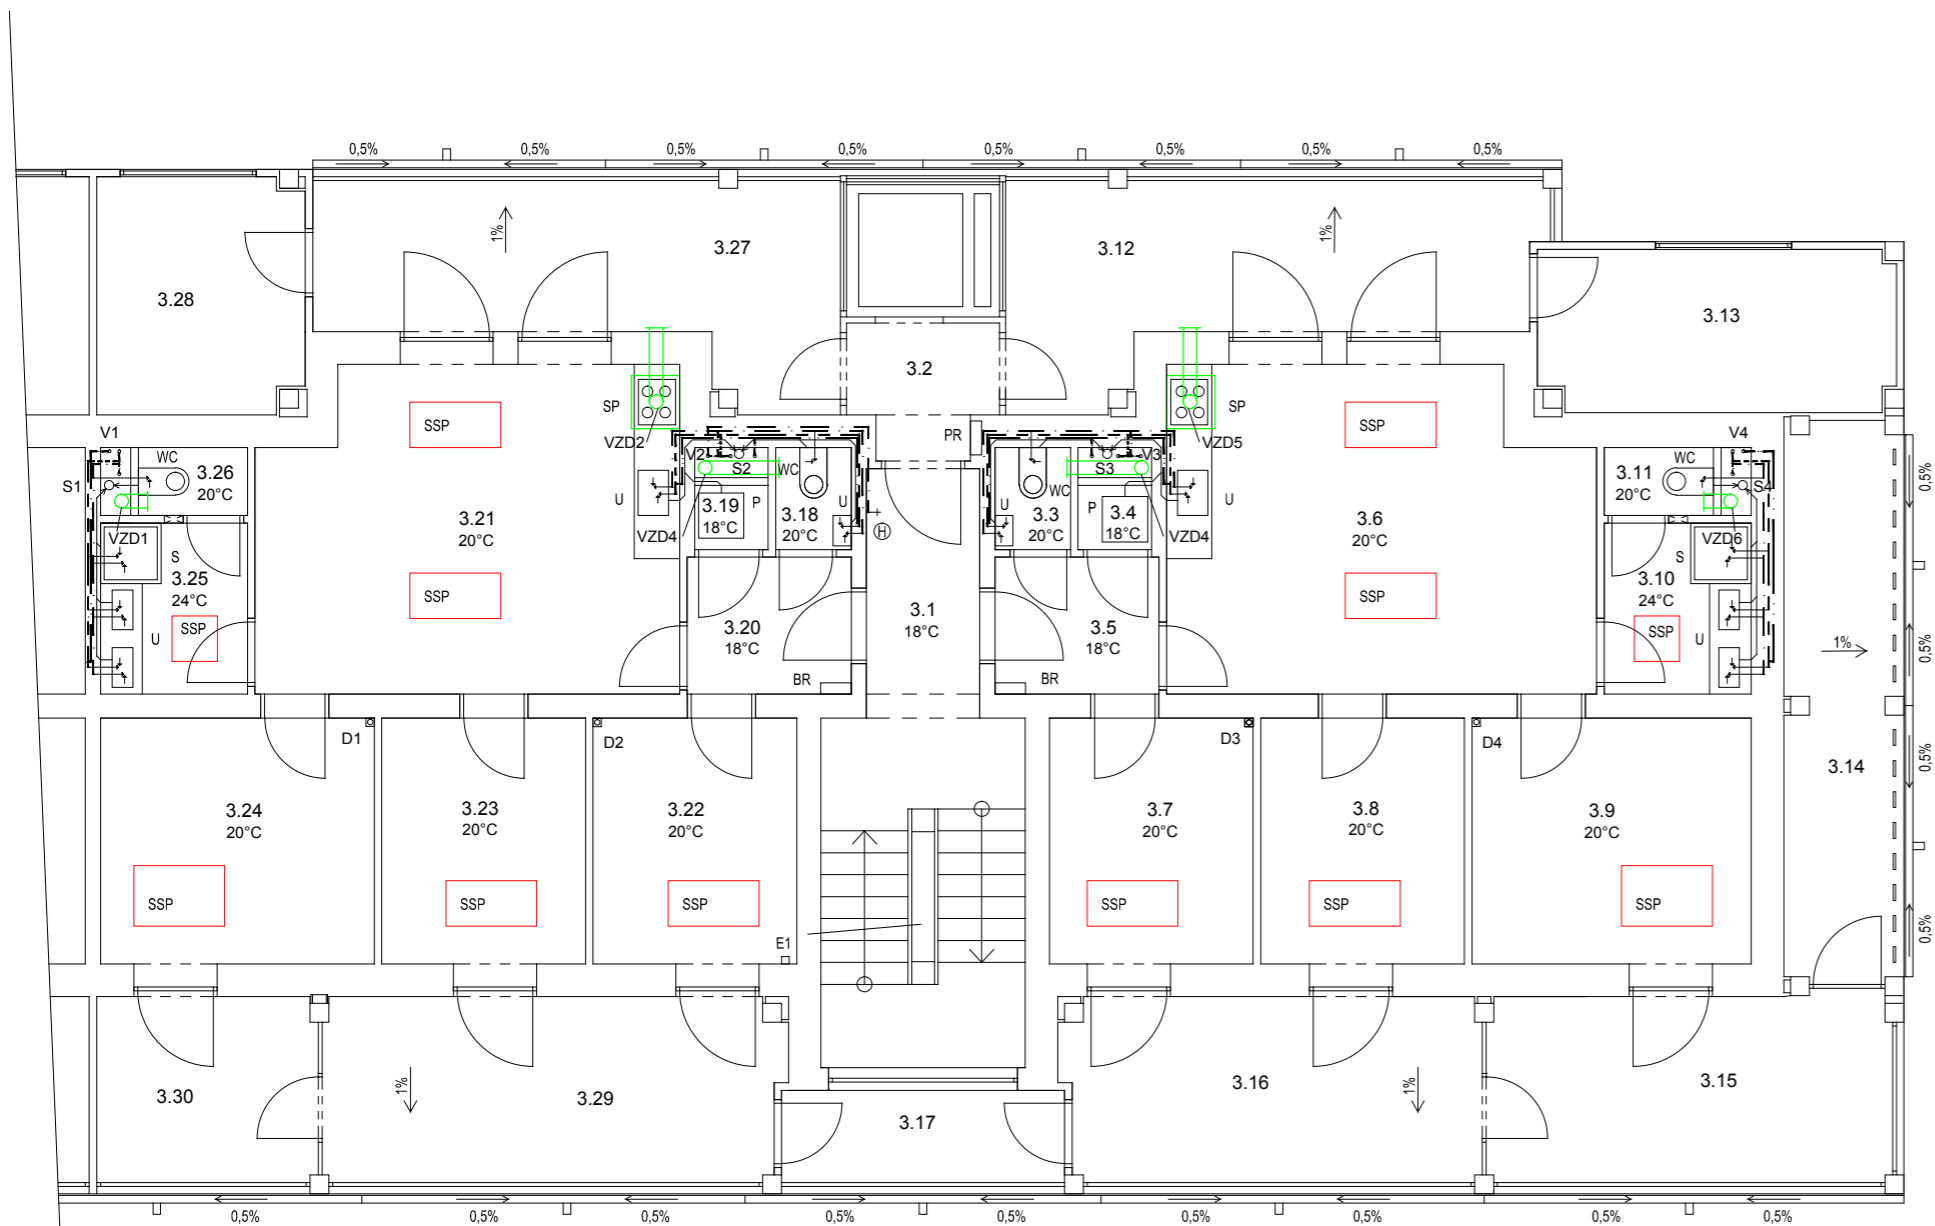 0,5%
0,5%
0,5%
0,5%
0,5%
0,5%
0,5%
0,5%
1%
3.27
3.12
1%
3.28
3.13
3.2
SP
SP
SSP
SSP
VZD2
PR
VZD5
V1
V4
WC
3.26
20°C
S1
V2
S2
WC
S3
V3
WC
WC
3.11
20°C
S4
0,5%
U
3.19
18°C
P
3.18
20°C
U
H
U
3.3
20°C
P
3.4
18°C
U
3.21
20°C
3.6
20°C
VZD1
VZD4
VZD4
VZD6
S
3.25
24°C
S
3.10
24°C
SSP
SSP
SSP
SSP
U
U
3.20
18°C
3.1
18°C
3.5
18°C
1%
0,5%
BR
BR
D1
D2
D3
D4
3.14
0,5%
3.24
20°C
3.23
20°C
3.22
20°C
3.7
20°C
3.8
20°C
3.9
20°C
SSP
SSP
SSP
SSP
SSP
SSP
0,5%
E1
3.30
1%
3.29
3.17
3.16
1%
3.15
0,5%
0,5%
0,5%
0,5%
0,5%
0,5%
0,5%
0,5%
0,5%